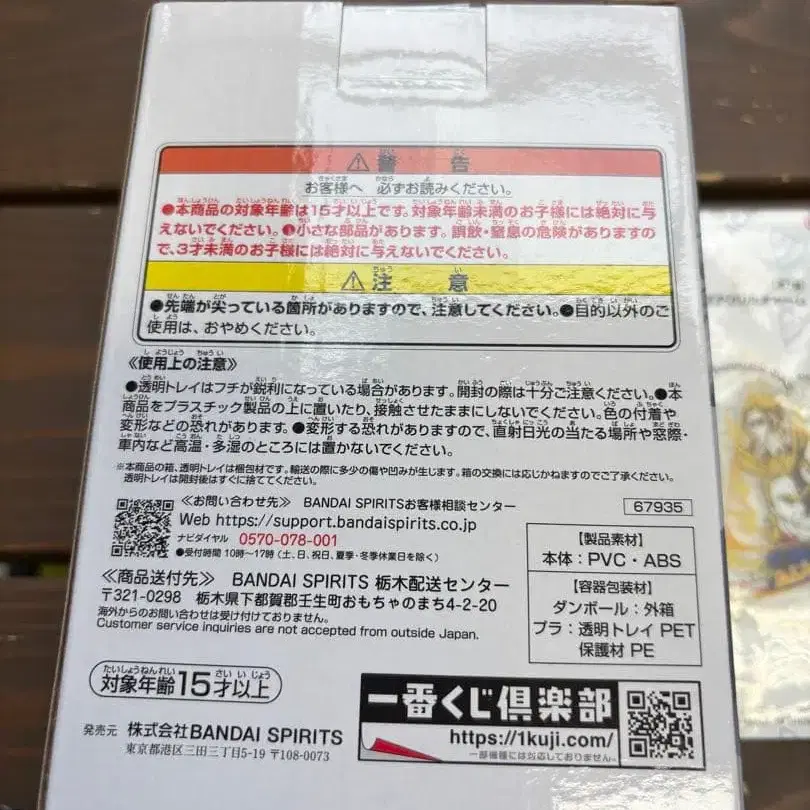 ⚠警告
お客様へ 必ずお読みください。
●本商品の対象年齢は15才以上です。対象年齢未満のお子様には絶対に与
えないでください。●小さな部品があります。誤飲・窒息の危険がありますの
で、3才未満のお子様には絶対に与えないでください。
⚠注意
●先端が尖っている箇所がありますので、注意してください。●目的以外のご
使用は、おやめください。
《使用上の注意》
●透明トレイはフチが鋭利になっている場合があります。開封の際は十分ご注意ください。●本
商品をプラスチック製品の上に置いたり、接触させたままにしないでください。色の付着や
変形などの恐れがあります。●変形する恐れがありますので、直射日光の当たる場所や窓際・
車内など高温・多湿のところには置かないでください。
※本商品の箱、透明トレイは梱包材です。輸送の際に多少の傷や凹みが生じます。箱の交換には応じかねますのでご了承ください。
透明トレイは開封後はすぐに捨ててください。
《お問い合わせ先》 BANDAI SPIRITSお客様相談センター
Web https://support.bandaispirits.co.jp
ナビダイヤル 0570-078-001
●受付時間 10時〜17時(土、日、祝日、夏季・冬季休業日を除く)
《商品送付先》 BANDAI SPIRITS 栃木配送センター
〒321-0298 栃木県下都賀郡壬生町おもちゃのまち4-2-20
海外からのお問い合わせは受け付けておりません。
Customer service inquiries are not accepted from outside Japan.
67935
【製品素材】
本体:PVC・ABS
【容器包装材】
ダンボール:外箱
プラ:透明トレイ PET
保護材 PE
たいしょうねんれい さい い じょう
対象年齢15才以上
発売元 株式会社BANDAI SPIRITS
東京都港区三田三丁目5-19 〒108-0073
一番くじ倶楽部
https://1kuji.com/
一部機種には対応しておりません。